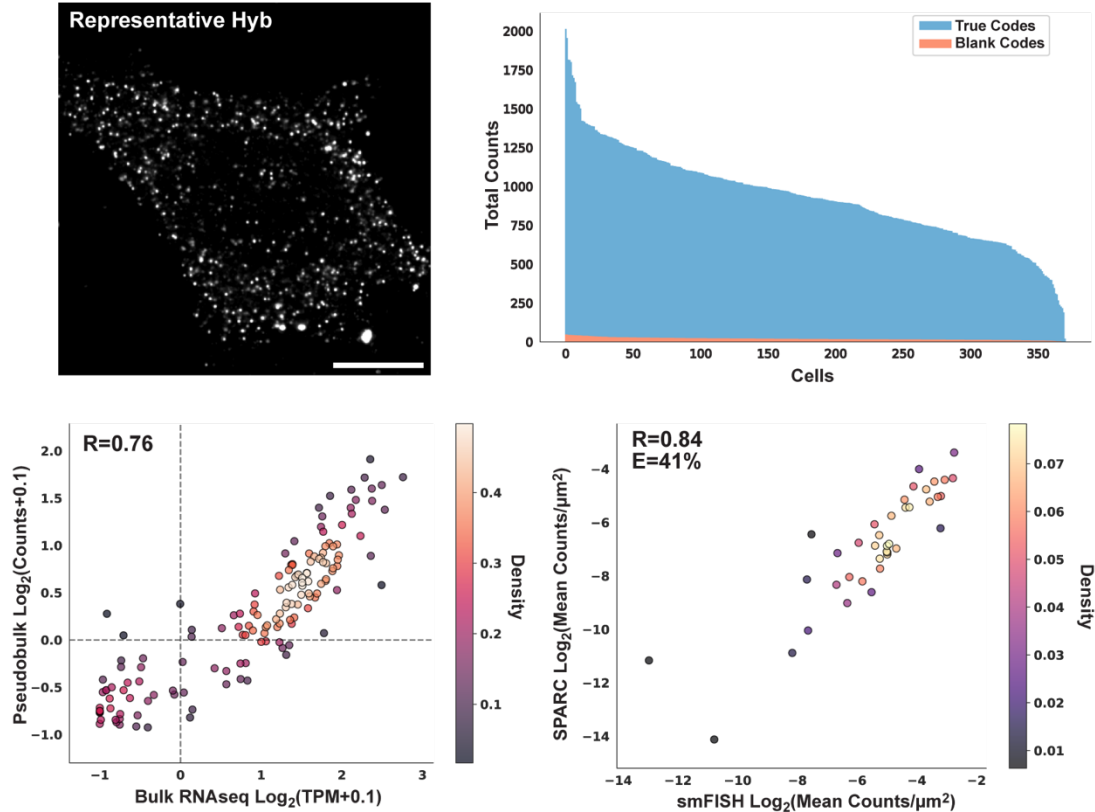 Representative Hyb
True Codes
Blank Codes
2000
1750
1500
1250
1000
750
500
250
0
Total Counts
0 50 100 150 200 250 300 350
Cells
R=0.76
2.0
1.5
1.0
0.5
0.0
−0.5
−1.0
Pseudobulk Log₂(Counts+0.1)
−1 0 1 2 3
Bulk RNAseq Log₂(TPM+0.1)
0.4
0.3
0.2
0.1
Density
R=0.84
E=41%
−4
−6
−8
−10
−12
−14
SPARC Log₂(Mean Counts/μm²)
−14 −12 −10 −8 −6 −4 −2
smFISH Log₂(Mean Counts/μm²)
0.07
0.06
0.05
0.04
0.03
0.02
0.01
Density